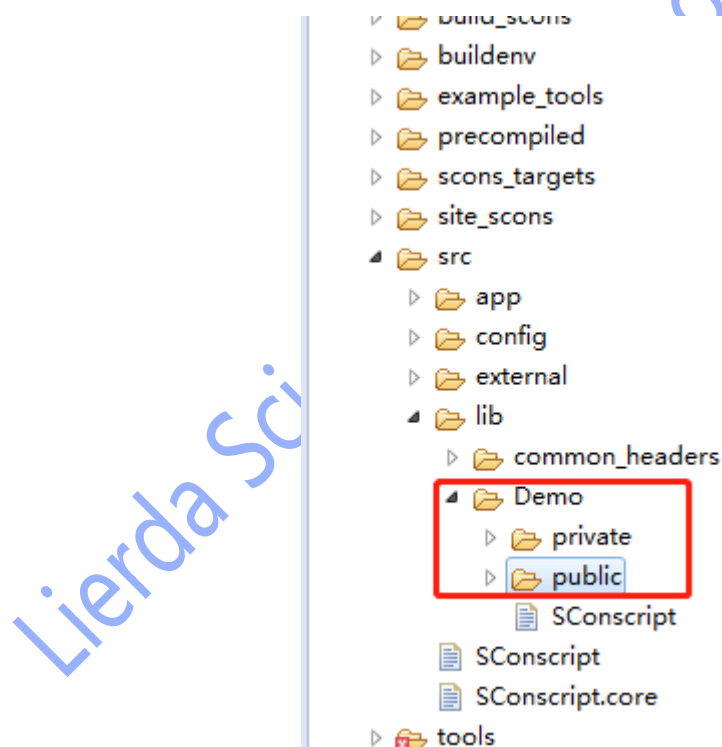 build_scons
buildenv
example_tools
precompiled
scons_targets
site_scons
src
app
config
external
lib
common_headers
Demo
private
public
SConscript
SConscript
SConscript.core
tools
Lierda Sci